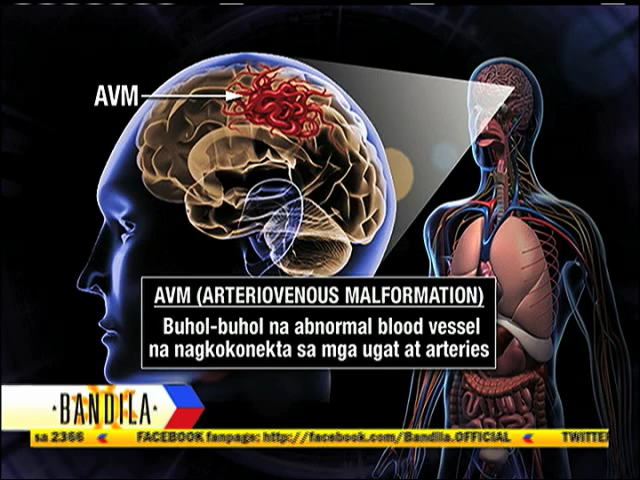 AVM
AVM (ARTERIOVENOUS MALFORMATION)
Buhol-buhol na abnormal blood vessel
na nagkokonekta sa mga ugat at arteries
·BANDILA·
sa 2366 FACEBOOK fanpage: http://facebook.com/Bandila.OFFICIAL TWITTER